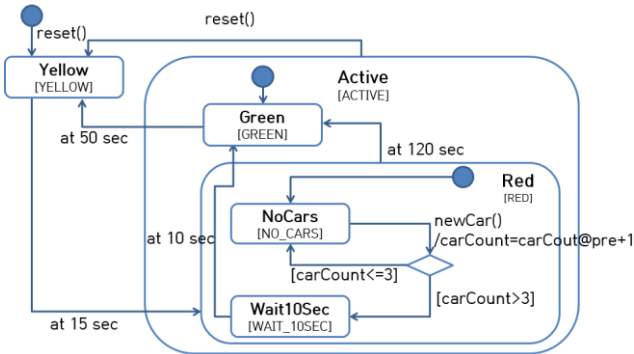 reset()
reset()
Yellow
[YELLOW]
Active
[ACTIVE]
Green
[GREEN]
at 50 sec
at 120 sec
Red
[RED]
NoCars
[NO_CARS]
newCar()
/carCount=carCout@pre+1
at 10 sec
[carCount<=3]
[carCount>3]
Wait10Sec
[WAIT_10SEC]
at 15 sec